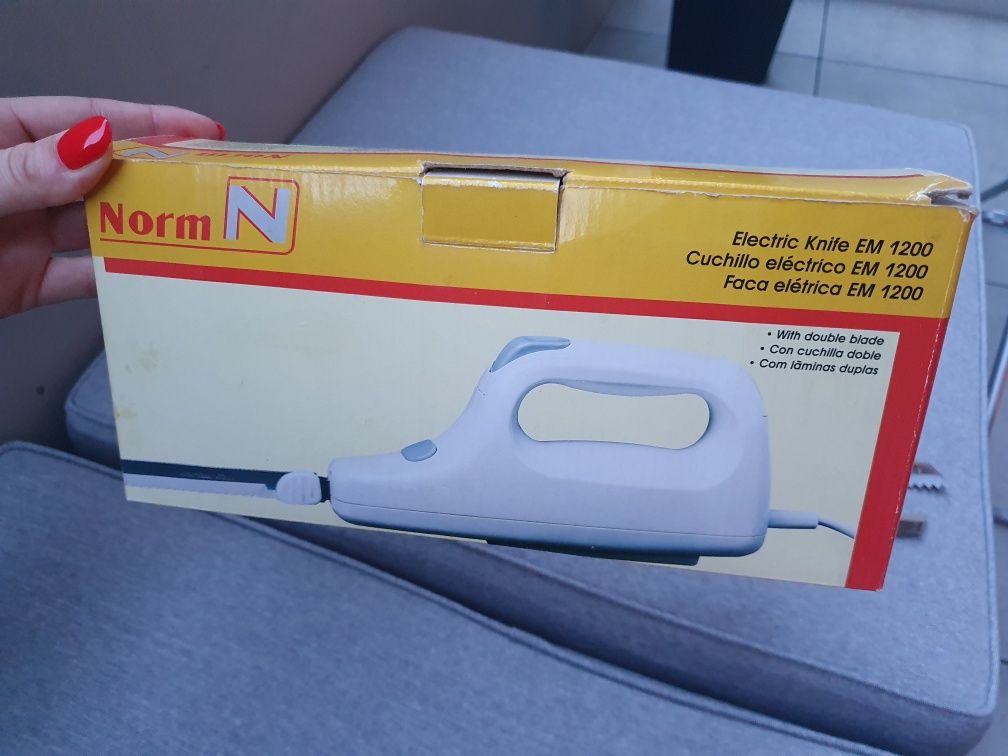 Norm N
Electric Knife EM 1200
Cuchillo eléctrico EM 1200
Faca elétrica EM 1200
• With double blade
• Con cuchilla doble
• Com lāminas duplas